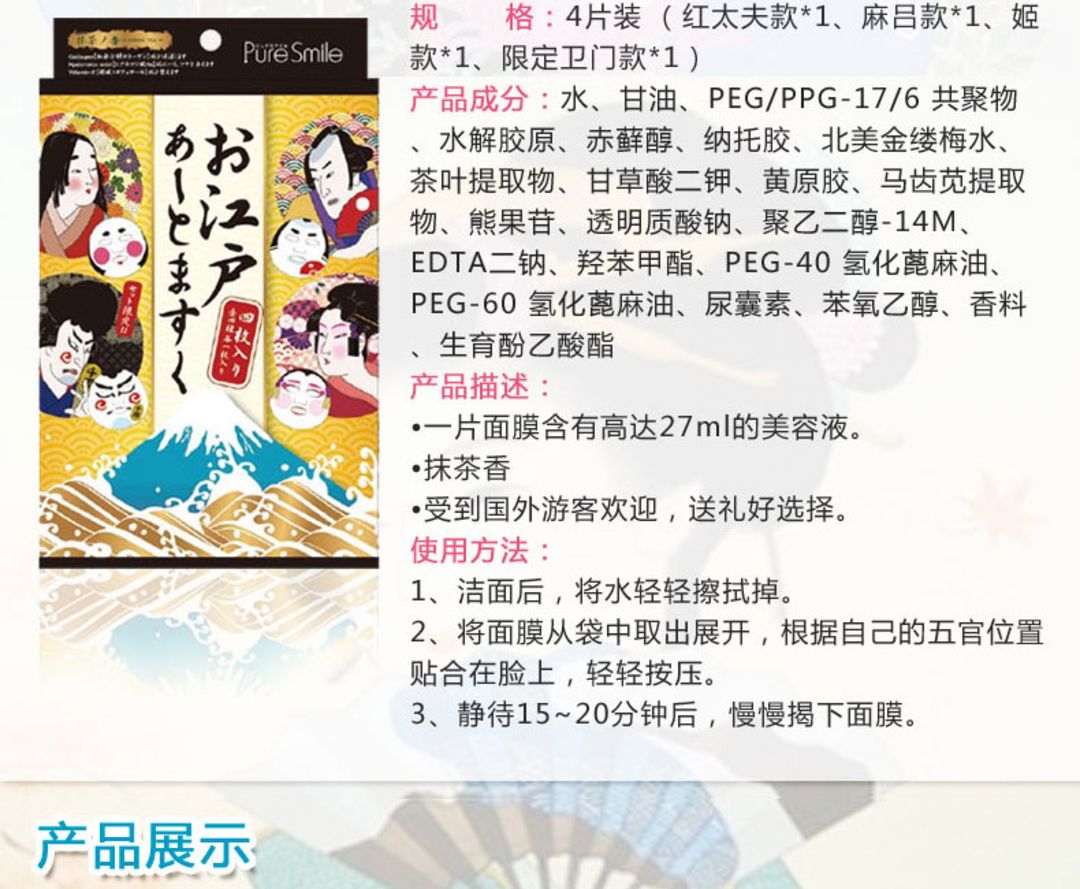 抹茶ノ香
Pure Smile
お江戸
あーとますく
四枚入り
セット限定!!
规 格：4片装（红太夫款*1、麻吕款*1、姬
款*1、限定卫门款*1）
产品成分：水、甘油、PEG/PPG-17/6 共聚物
、水解胶原、赤藓醇、纳托胶、北美金缕梅水、
茶叶提取物、甘草酸二钾、黄原胶、马齿苋提取
物、熊果苷、透明质酸钠、聚乙二醇-14M、
EDTA二钠、羟苯甲酯、PEG-40 氢化蓖麻油、
PEG-60 氢化蓖麻油、尿囊素、苯氧乙醇、香料
、生育酚乙酸酯
产品描述：
•一片面膜含有高达27ml的美容液。
•抹茶香
•受到国外游客欢迎，送礼好选择。
使用方法：
1、洁面后，将水轻轻擦拭掉。
2、将面膜从袋中取出展开，根据自己的五官位置
贴合在脸上，轻轻按压。
3、静待15~20分钟后，慢慢揭下面膜。
产品展示